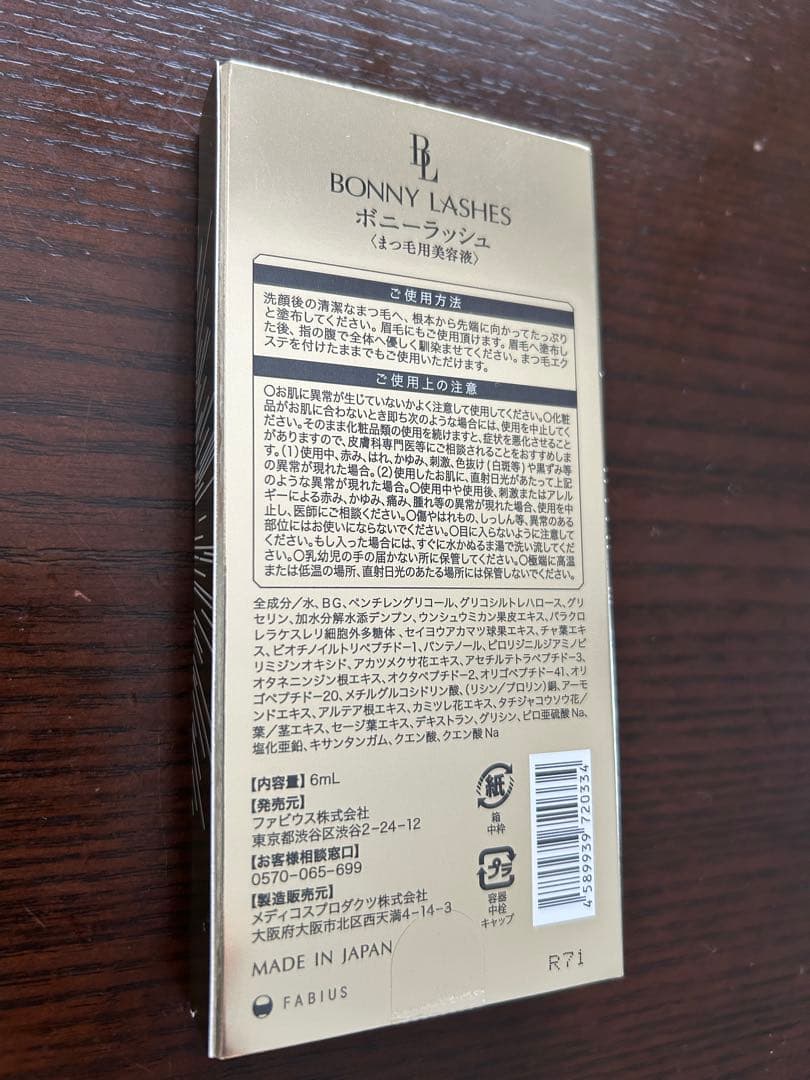 BL
BONNY LASHES
ボニーラッシュ
〈まつ毛用美容液〉
ご使用方法
洗顔後の清潔なまつ毛へ、根本から先端に向かってたっぷり
と塗布してください。眉毛にもご使用頂けます。眉毛へ塗布し
た後、指の腹で全体へ優しく馴染ませてください。まつ毛エク
ステを付けたままでもご使用いただけます。
ご使用上の注意
〇お肌に異常が生じていないかよく注意して使用してください。〇化粧
品がお肌に合わないとき即ち次のような場合には、使用を中止してく
ださい。そのまま化粧品類の使用を続けますと、症状を悪化させること
がありますので、皮膚科専門医等にご相談されることをおすすめしま
す。(1)使用中、赤み、はれ、かゆみ、刺激、色抜け(白斑等)や黒ずみ等
の異常が現れた場合。(2)使用したお肌に、直射日光があたって上記
のような異常が現れた場合。〇使用中や使用後、刺激またはアレル
ギーによる赤み、かゆみ、痛み、腫れ等の異常が現れた場合、使用を中
止し、医師にご相談ください。〇傷やはれもの、しっしん等、異常のある
部位にはお使いにならないでください。〇目に入らないように注意して
ください。もし入った場合には、すぐに水かぬるま湯で洗い流してくだ
さい。〇乳幼児の手の届かない所に保管してください。〇極端に高温
または低温の場所、直射日光のあたる場所には保管しないでください。
全成分/水、BG、ペンチレングリコール、グリコシルトレハロース、グリ
セリン、加水分解水添デンプン、ウンシュウミカン果皮エキス、パラクロ
レラケスレリ細胞外多糖体、セイヨウアカマツ球果エキス、チャ葉エキ
ス、ビオチノイルトリペプチド-1、パンテノール、ピロリジニルジアミノピ
リミジンオキシド、アカツメクサ花エキス、アセチルテトラペプチド-3、
オタネニンジン根エキス、オクタペプチド-2、オリゴペプチド-41、オリ
ゴペプチド-20、メチルグルコシドリン酸、(リシン/プロリン)銅、アーモ
ンドエキス、アルテア根エキス、カミツレ花エキス、タチジャコウソウ花/
葉/茎エキス、セージ葉エキス、デキストラン、グリシン、ピロ亜硫酸Na、
塩化亜鉛、キサンタンガム、クエン酸、クエン酸Na
【内容量】6mL
【発売元】
ファビウス株式会社
東京都渋谷区渋谷2-24-12
【お客様相談窓口】
0570-065-699
【製造販売元】
メディコスプロダクツ株式会社
大阪府大阪市北区西天満4-14-3
MADE IN JAPAN
FABIUS
紙
箱
中枠
プラ
容器
中栓
キャップ
4 589939 720334
R7i